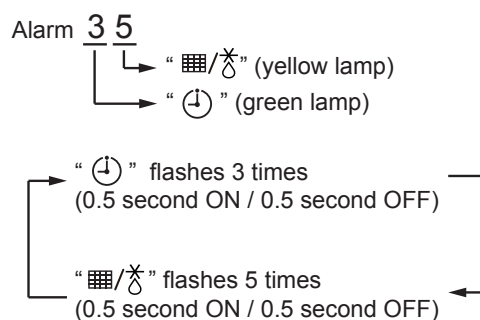 Alarm 3 5
“ / ” (yellow lamp)
“ ” (green lamp)
“ ” flashes 3 times
(0.5 second ON / 0.5 second OFF)
“ / ” flashes 5 times
(0.5 second ON / 0.5 second OFF)